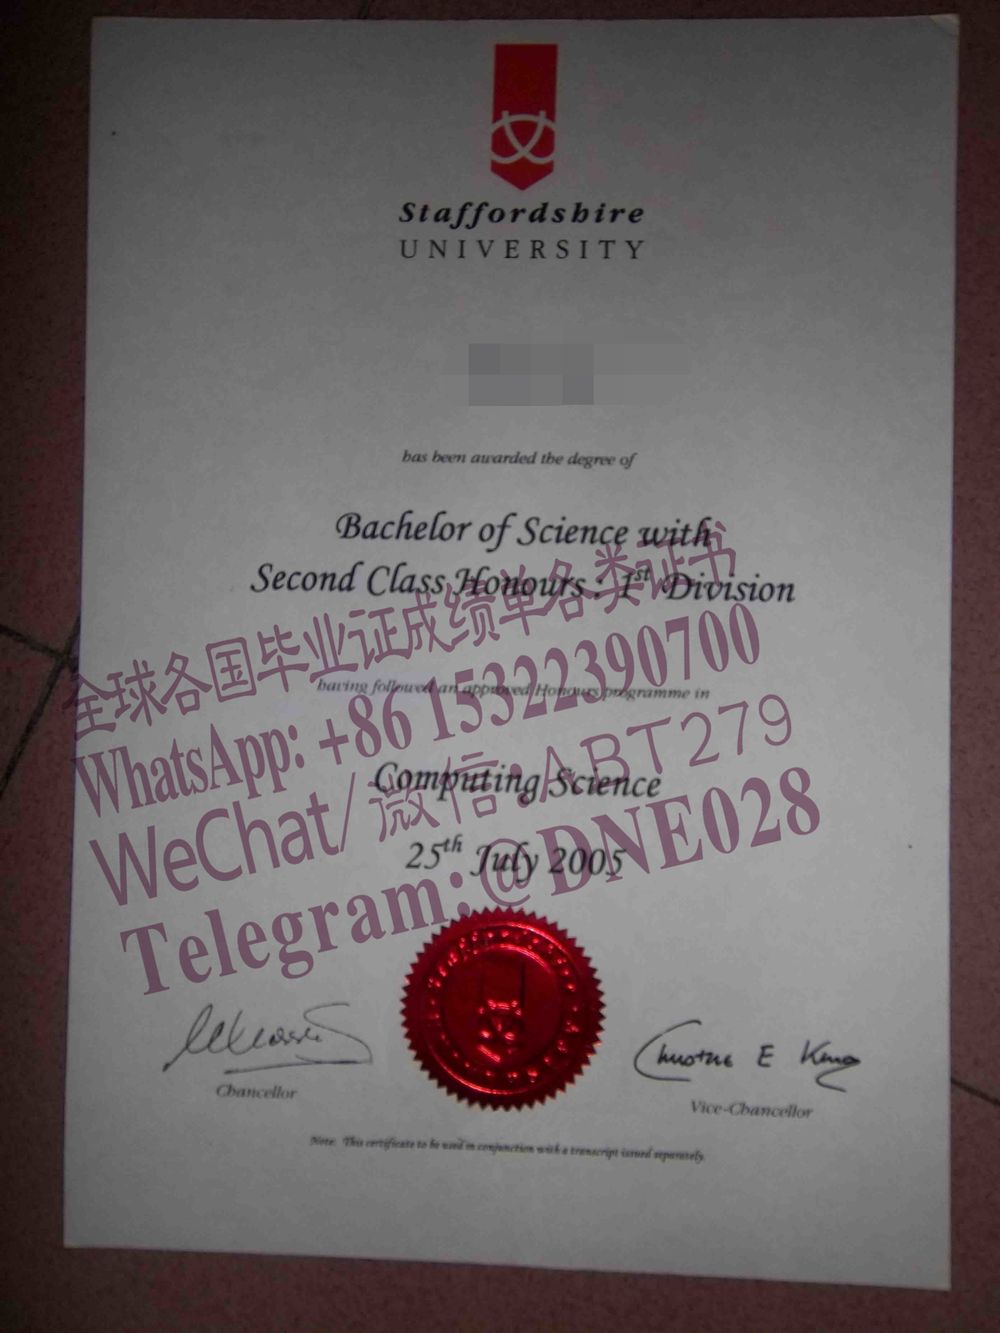 Staffordshire
UNIVERSITY
has been awarded the degree of
Bachelor of Science with
Second Class Honours : 1st Division
having followed an approved Honours programme in
Computing Science
25th July 2005
全球各国毕业证成绩单各类证书
WhatsApp: +86 15322390700
WeChat/微信:ABT279
Telegram:@DNE028
Christine E King
Chancellor
Vice-Chancellor
Note: This certificate to be used in conjunction with a transcript issued separately.